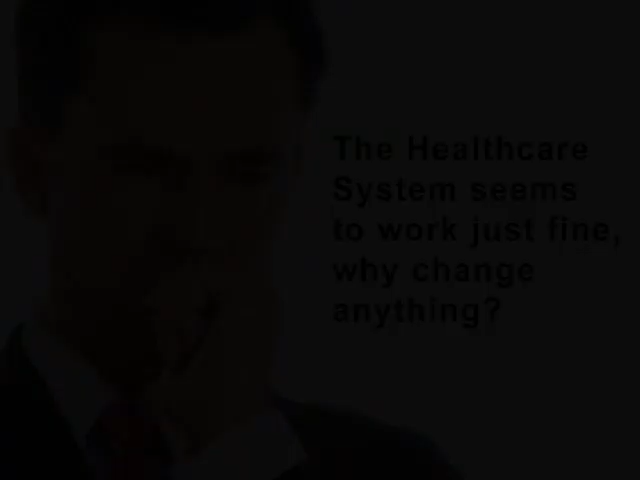 The Healthcare
System seems
to work just fine,
why change
anything?